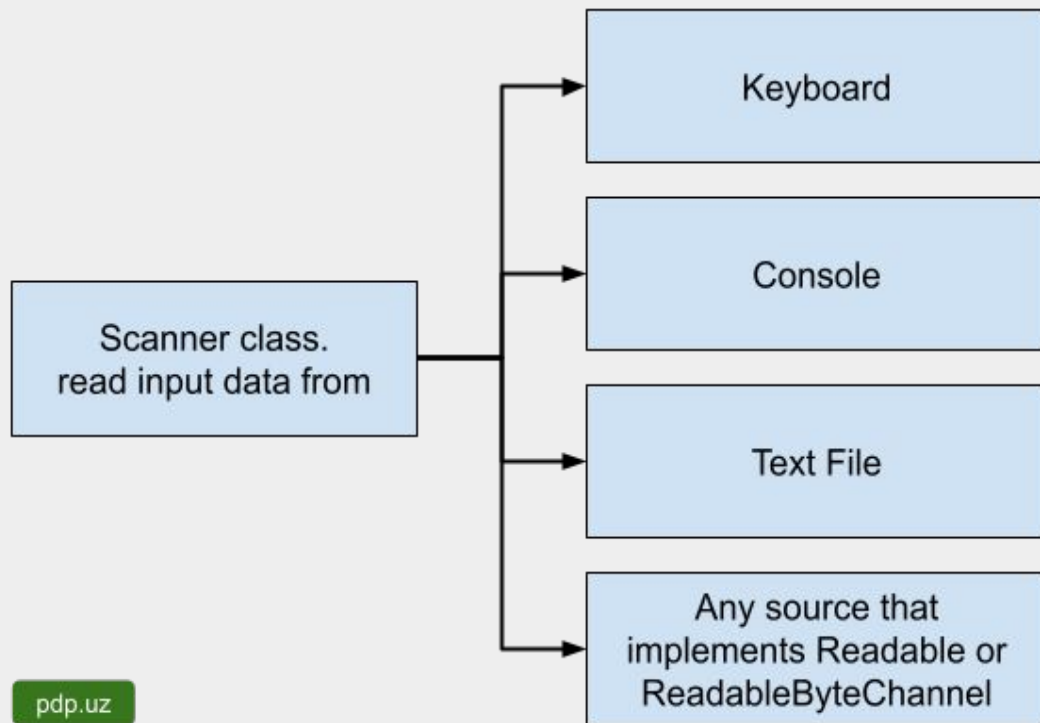 Keyboard
Console
Scanner class.
read input data from
Text File
Any source that
implements Readable or
ReadableByteChannel
pdp.uz